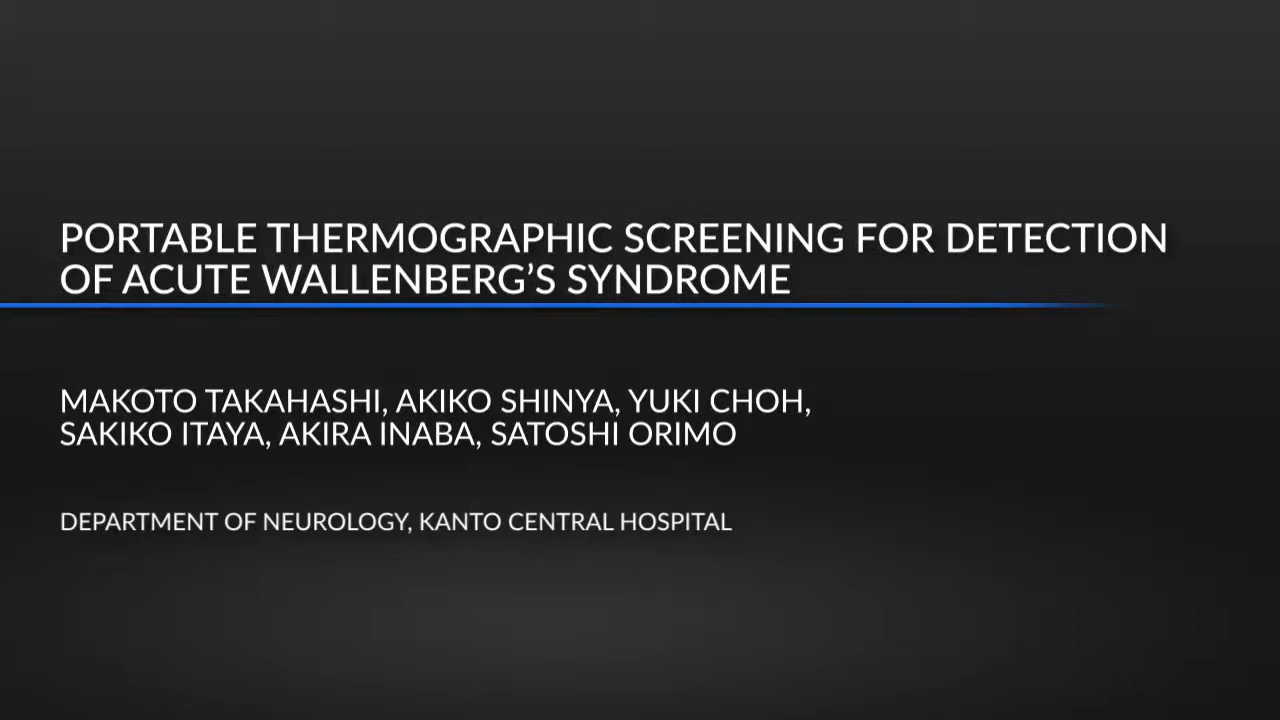 PORTABLE THERMOGRAPHIC SCREENING FOR DETECTION
OF ACUTE WALLENBERG’S SYNDROME
MAKOTO TAKAHASHI, AKIKO SHINYA, YUKI CHOH,
SAKIKO ITAYA, AKIRA INABA, SATOSHI ORIMO
DEPARTMENT OF NEUROLOGY, KANTO CENTRAL HOSPITAL